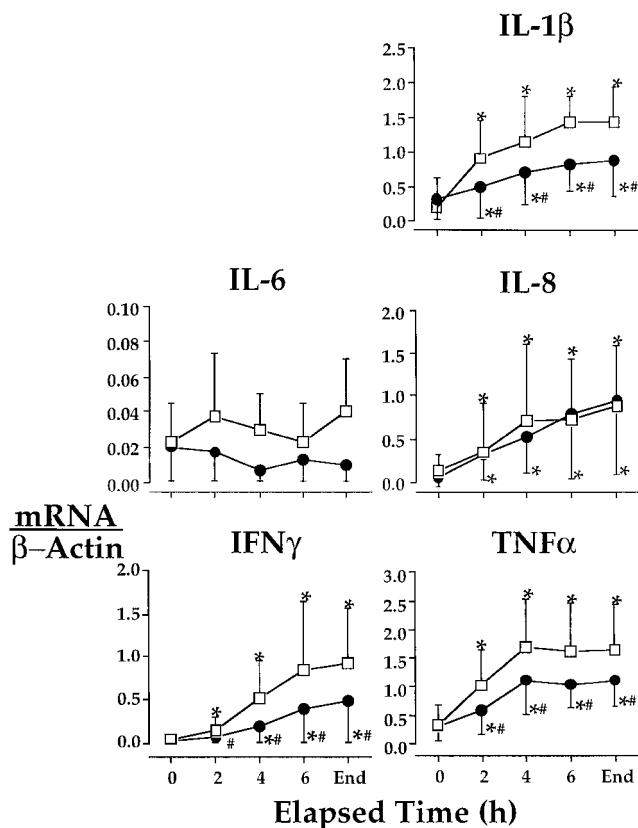 IL-1β
2.5
2.0
1.5
1.0
0.5
0.0
* * * *
*# *# *# *#
IL-6
0.10
0.08
0.06
0.04
0.02
0.00
IL-8
2.0
1.5
1.0
0.5
0.0
* * * *
* * * *
mRNA
β–Actin
IFNγ
2.0
1.5
1.0
0.5
0.0
* * * *
# *# *# *#
0 2 4 6 End
TNFα
3.0
2.5
2.0
1.5
1.0
0.5
0.0
* * * *
*# *# *# *#
0 2 4 6 End
Elapsed Time (h)